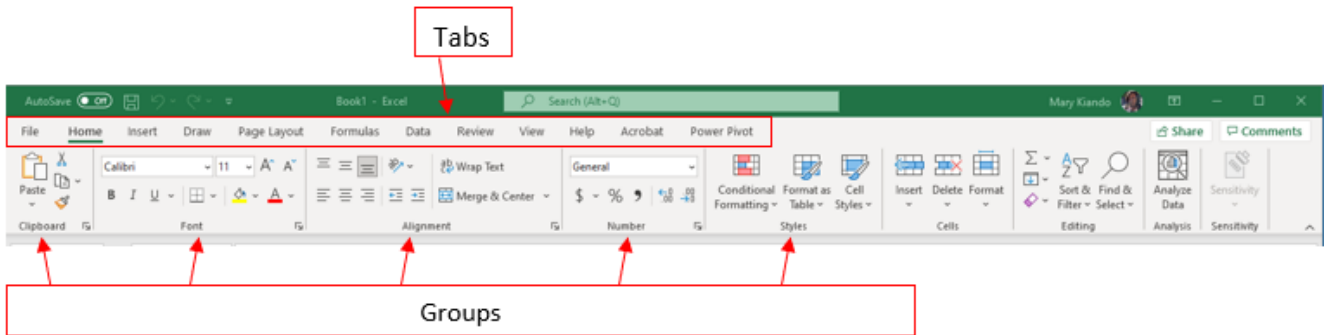 Tabs
AutoSave Off Book1 - Excel Search (Alt+Q) Mary Kiando
File Home Insert Draw Page Layout Formulas Data Review View Help Acrobat Power Pivot Share Comments
Calibri 11 A^ A˅ Wrap Text General
Paste B I U A Merge & Center $ % 9 Conditional Formatting Format as Table Cell Styles Insert Delete Format Sort & Filter Find & Select Analyze Data Sensitivity
Clipboard Font Alignment Number Styles Cells Editing Analysis Sensitivity
Groups